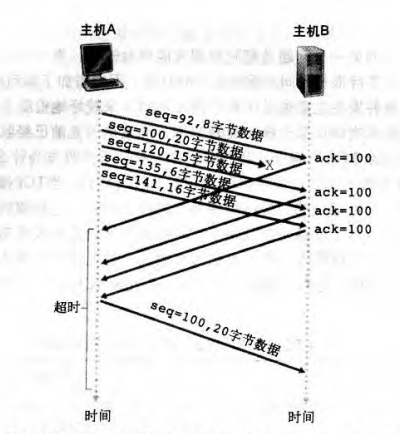 主机A
主机B
seq=92,8字节数据
seq=100,20字节数据
seq=120,15字节数据
seq=135,6字节数据
seq=141,16字节数据
X
ack=100
ack=100
ack=100
ack=100
超时
seq=100,20字节数据
时间
时间